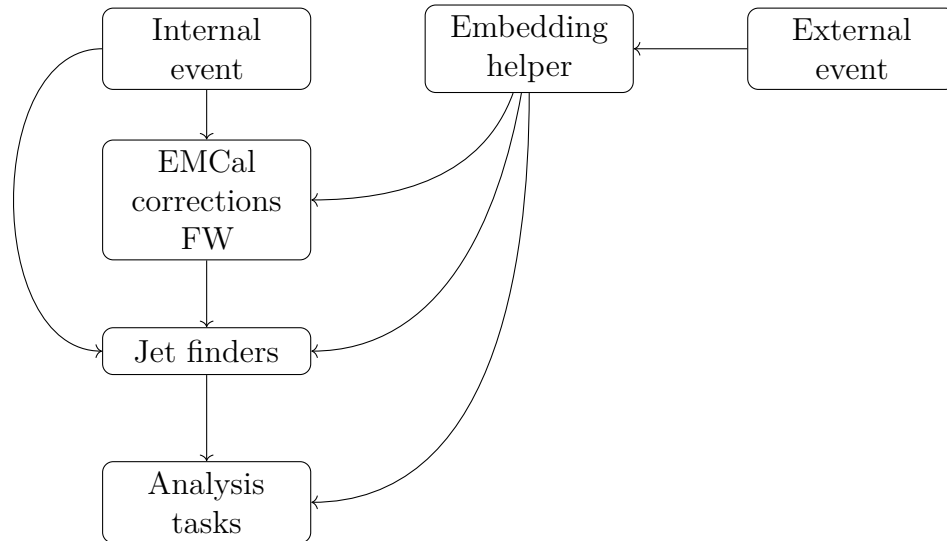 Internal
event
Embedding
helper
External
event
EMCal
corrections
FW
Jet finders
Analysis
tasks